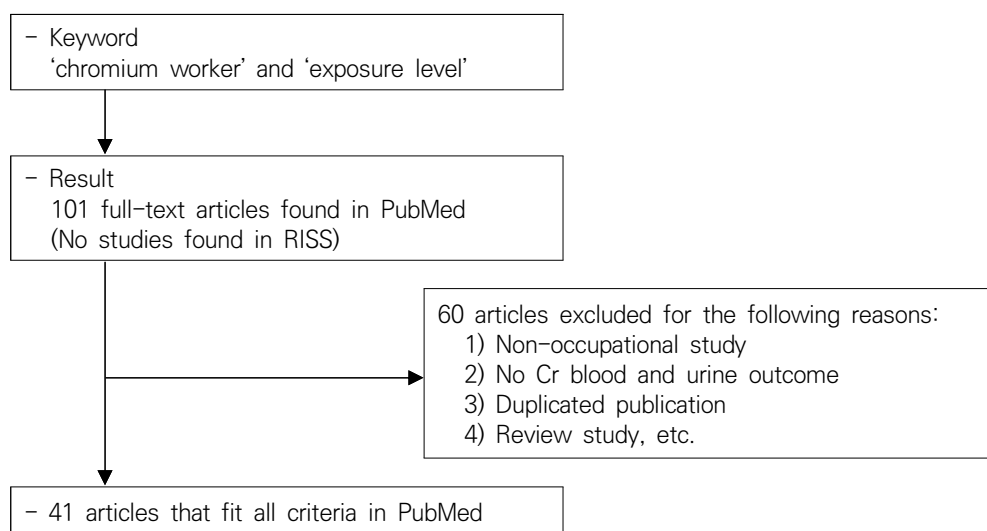 - Keyword
‘chromium worker’ and ‘exposure level’
- Result
101 full-text articles found in PubMed
(No studies found in RISS)
60 articles excluded for the following reasons:
1) Non-occupational study
2) No Cr blood and urine outcome
3) Duplicated publication
4) Review study, etc.
- 41 articles that fit all criteria in PubMed